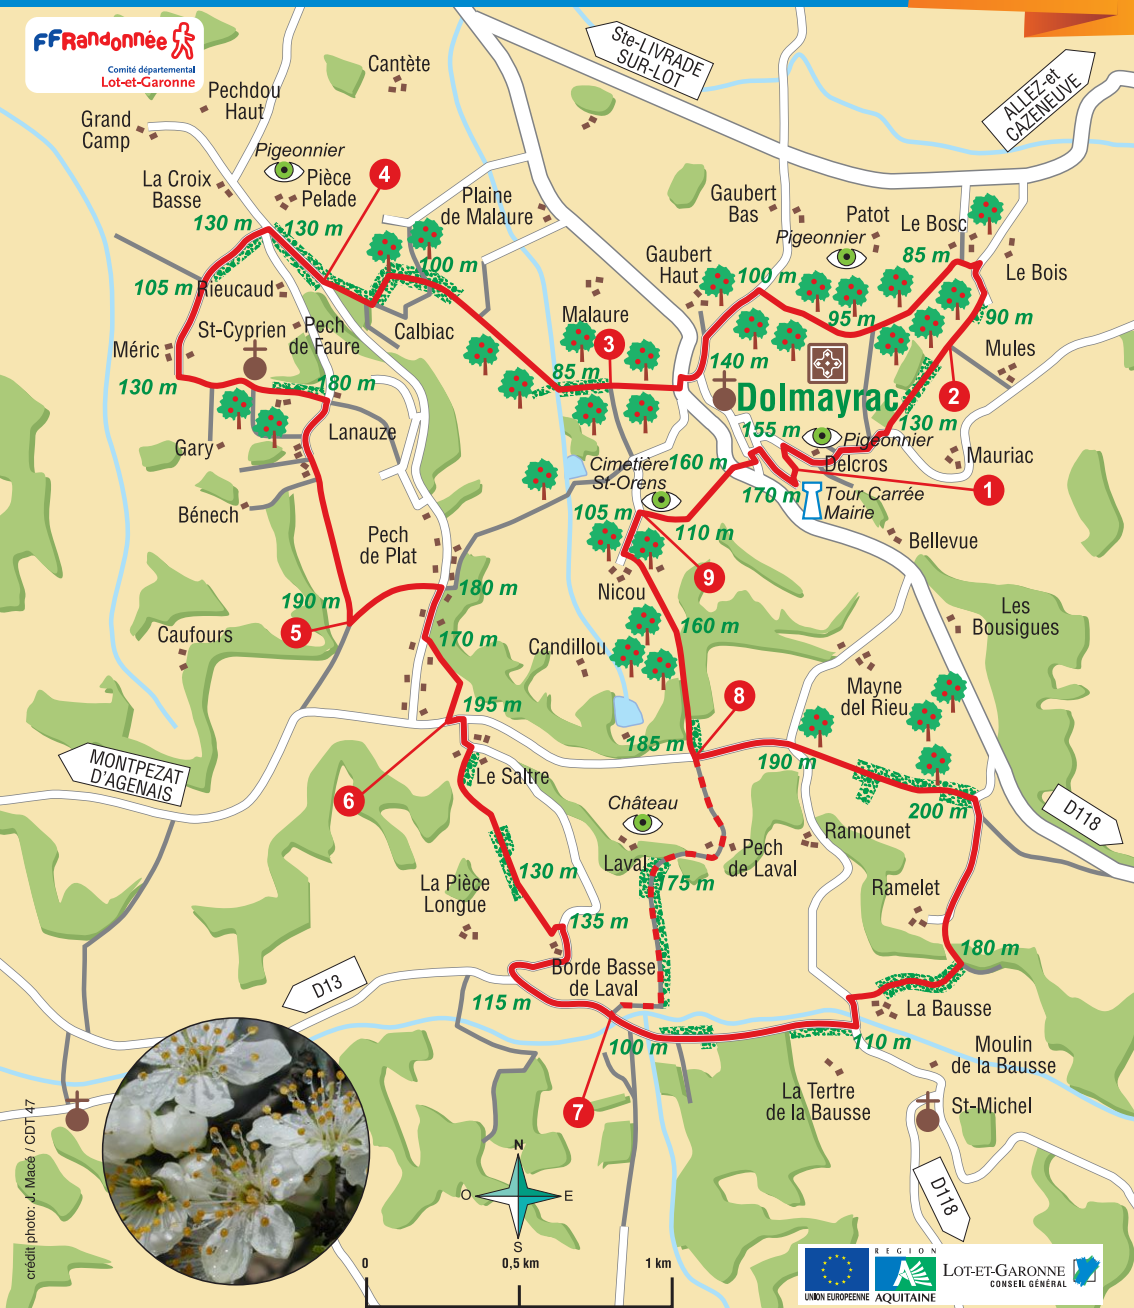 FFRandonnée
Comité départemental
Lot-et-Garonne
Ste-LIVRADE
SUR-LOT
ALLEZ-et
CAZENEUVE
Cantète
Pechdou
Haut
Grand
Camp
Pigeonnier
La Croix
Basse
Pièce
Pelade
4
Plaine
de Malaure
Gaubert
Bas
Patot
Le Bosc
Pigeonnier
130 m
130 m
100 m
Gaubert
Haut
100 m
85 m
Le Bois
105 m
Rieucaud
Malaure
95 m
90 m
St-Cyprien
Pech
de Faure
Calbiac
3
Mules
Méric
140 m
85 m
130 m
180 m
Dolmayrac
2
130 m
Lanauze
155 m
Pigeonnier
Gary
Cimetière
St-Orens
160 m
Delcros
Mauriac
170 m
1
Tour Carrée
Mairie
Bénech
105 m
110 m
Pech
de Plat
Bellevue
9
Nicou
180 m
190 m
5
Les
Bousigues
Caufours
170 m
160 m
Candillou
Mayne
del Rieu
195 m
8
185 m
190 m
MONTPEZAT
D'AGENAIS
Le Saltre
6
Château
200 m
D118
Ramounet
Laval
Pech
de Laval
130 m
175 m
La Pièce
Longue
Ramelet
135 m
180 m
Borde Basse
de Laval
D13
115 m
La Bausse
100 m
110 m
Moulin
de la Bausse
La Tertre
de la Bausse
St-Michel
7
D118
N
O
E
S
crédit photo: J. Macé / CDT 47
0
0,5 km
1 km
UNION EUROPEENNE
REGION
AQUITAINE
LOT-ET-GARONNE
CONSEIL GÉNÉRAL